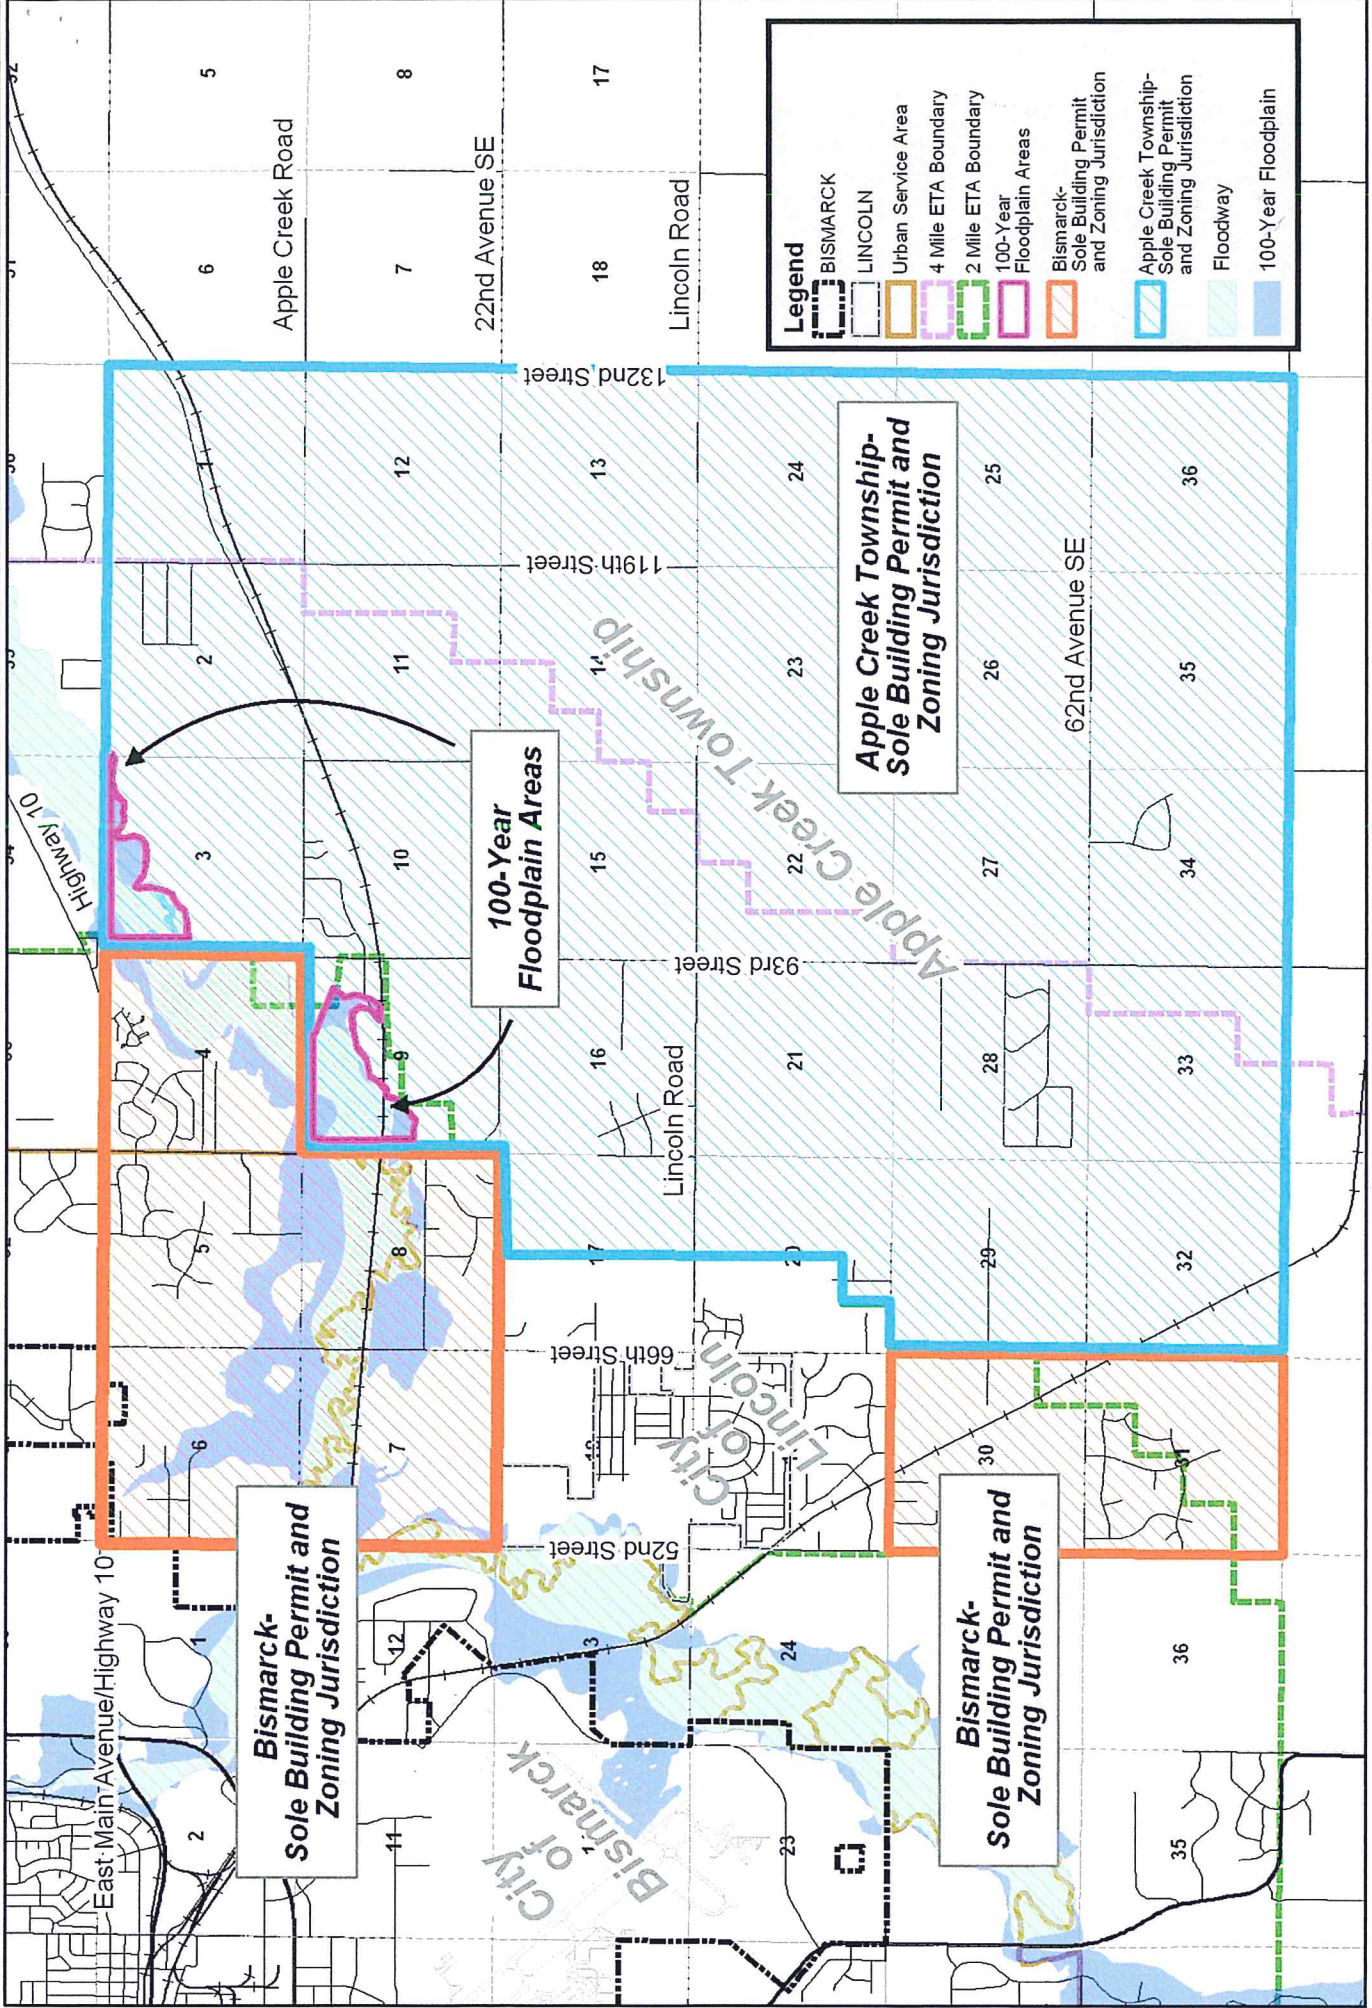 Highway 10
East Main Avenue/Highway 10
2
1
6
5
4
3
2
1
6
5
Bismarck-
Sole Building Permit and
Zoning Jurisdiction
Apple Creek Road
11
12
7
8
9
10
11
12
7
8
22nd Avenue SE
100-Year
Floodplain Areas
City
of
Bismarck
52nd Street
66th Street
93rd Street
119th Street
132nd Street
17
16
15
14
13
18
17
Lincoln Road
Lincoln Road
City
of
Lincoln
Apple Creek Township
23
24
20
21
22
23
24
Apple Creek Township-
Sole Building Permit and
Zoning Jurisdiction
Bismarck-
Sole Building Permit and
Zoning Jurisdiction
30
29
28
27
26
25
62nd Avenue SE
35
36
31
32
33
34
35
36
Legend
BISMARCK
LINCOLN
Urban Service Area
4 Mile ETA Boundary
2 Mile ETA Boundary
100-Year
Floodplain Areas
Bismarck-
Sole Building Permit
and Zoning Jurisdiction
Apple Creek Township-
Sole Building Permit
and Zoning Jurisdiction
Floodway
100-Year Floodplain